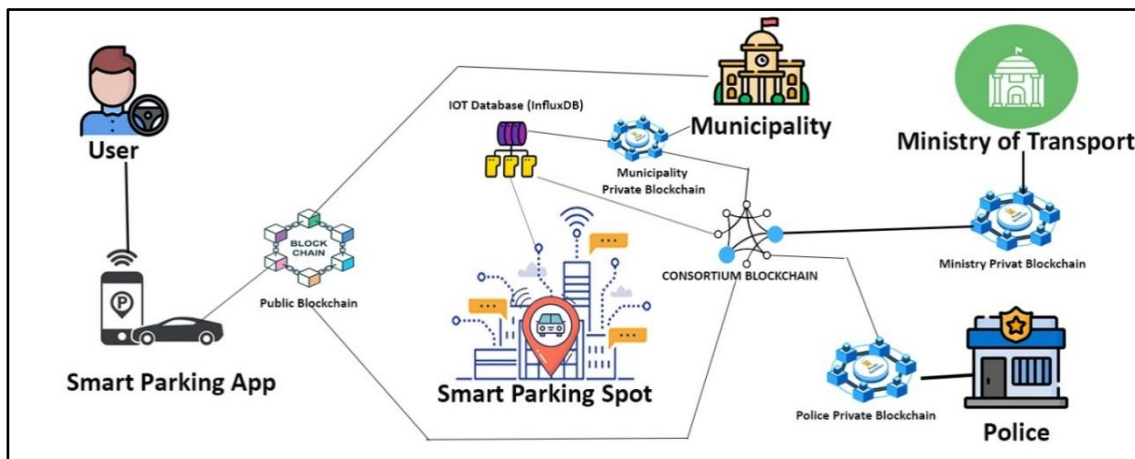 User
Smart Parking App
BLOCK
CHAIN
Public Blockchain
IOT Database (InfluxDB)
Municipality
Private Blockchain
Municipality
Smart Parking Spot
CONSORTIUM BLOCKCHAIN
Ministry of Transport
Ministry Privat Blockchain
Police Private Blockchain
Police
P